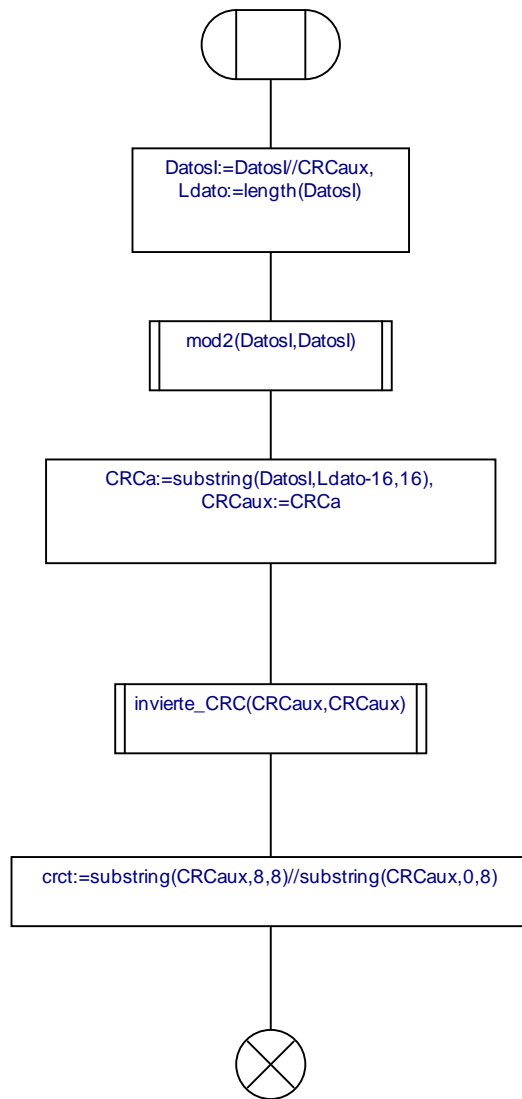 DatosI:=DatosI//CRCaux,
Ldato:=length(DatosI)
mod2(DatosI,DatosI)
CRCa:=substring(DatosI,Ldato-16,16),
CRCaux:=CRCa
invierte_CRC(CRCaux,CRCaux)
crct:=substring(CRCaux,8,8)//substring(CRCaux,0,8)